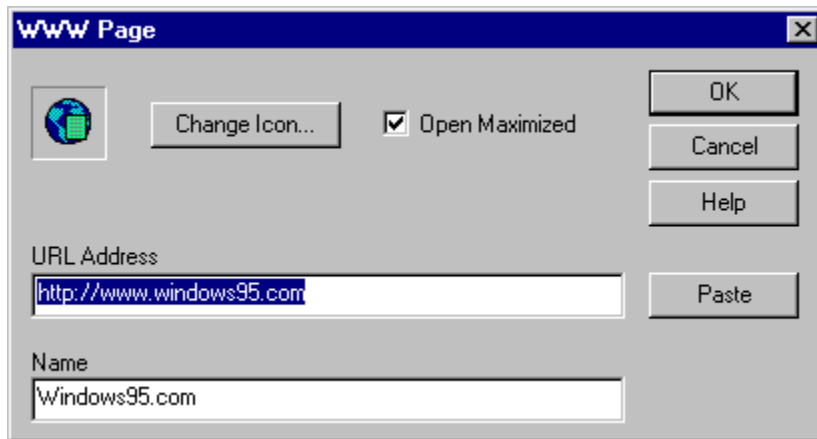 WWW Page
OK
Change Icon...
Open Maximized
Cancel
Help
URL Address
http://www.windows95.com
Paste
Name
Windows95.com